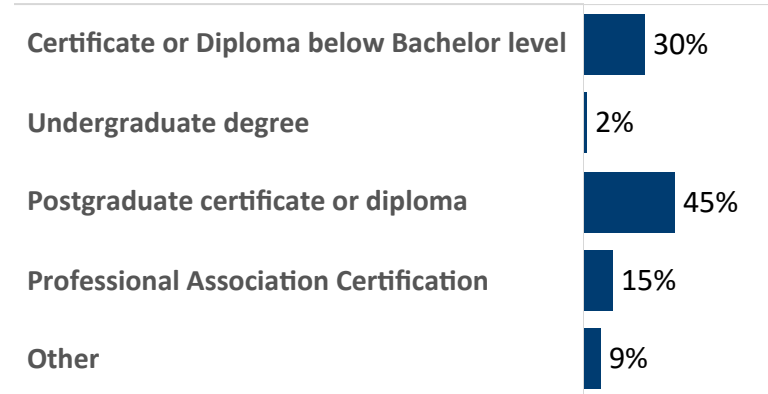 Certificate or Diploma below Bachelor level 30%
Undergraduate degree 2%
Postgraduate certificate or diploma 45%
Professional Association Certification 15%
Other 9%